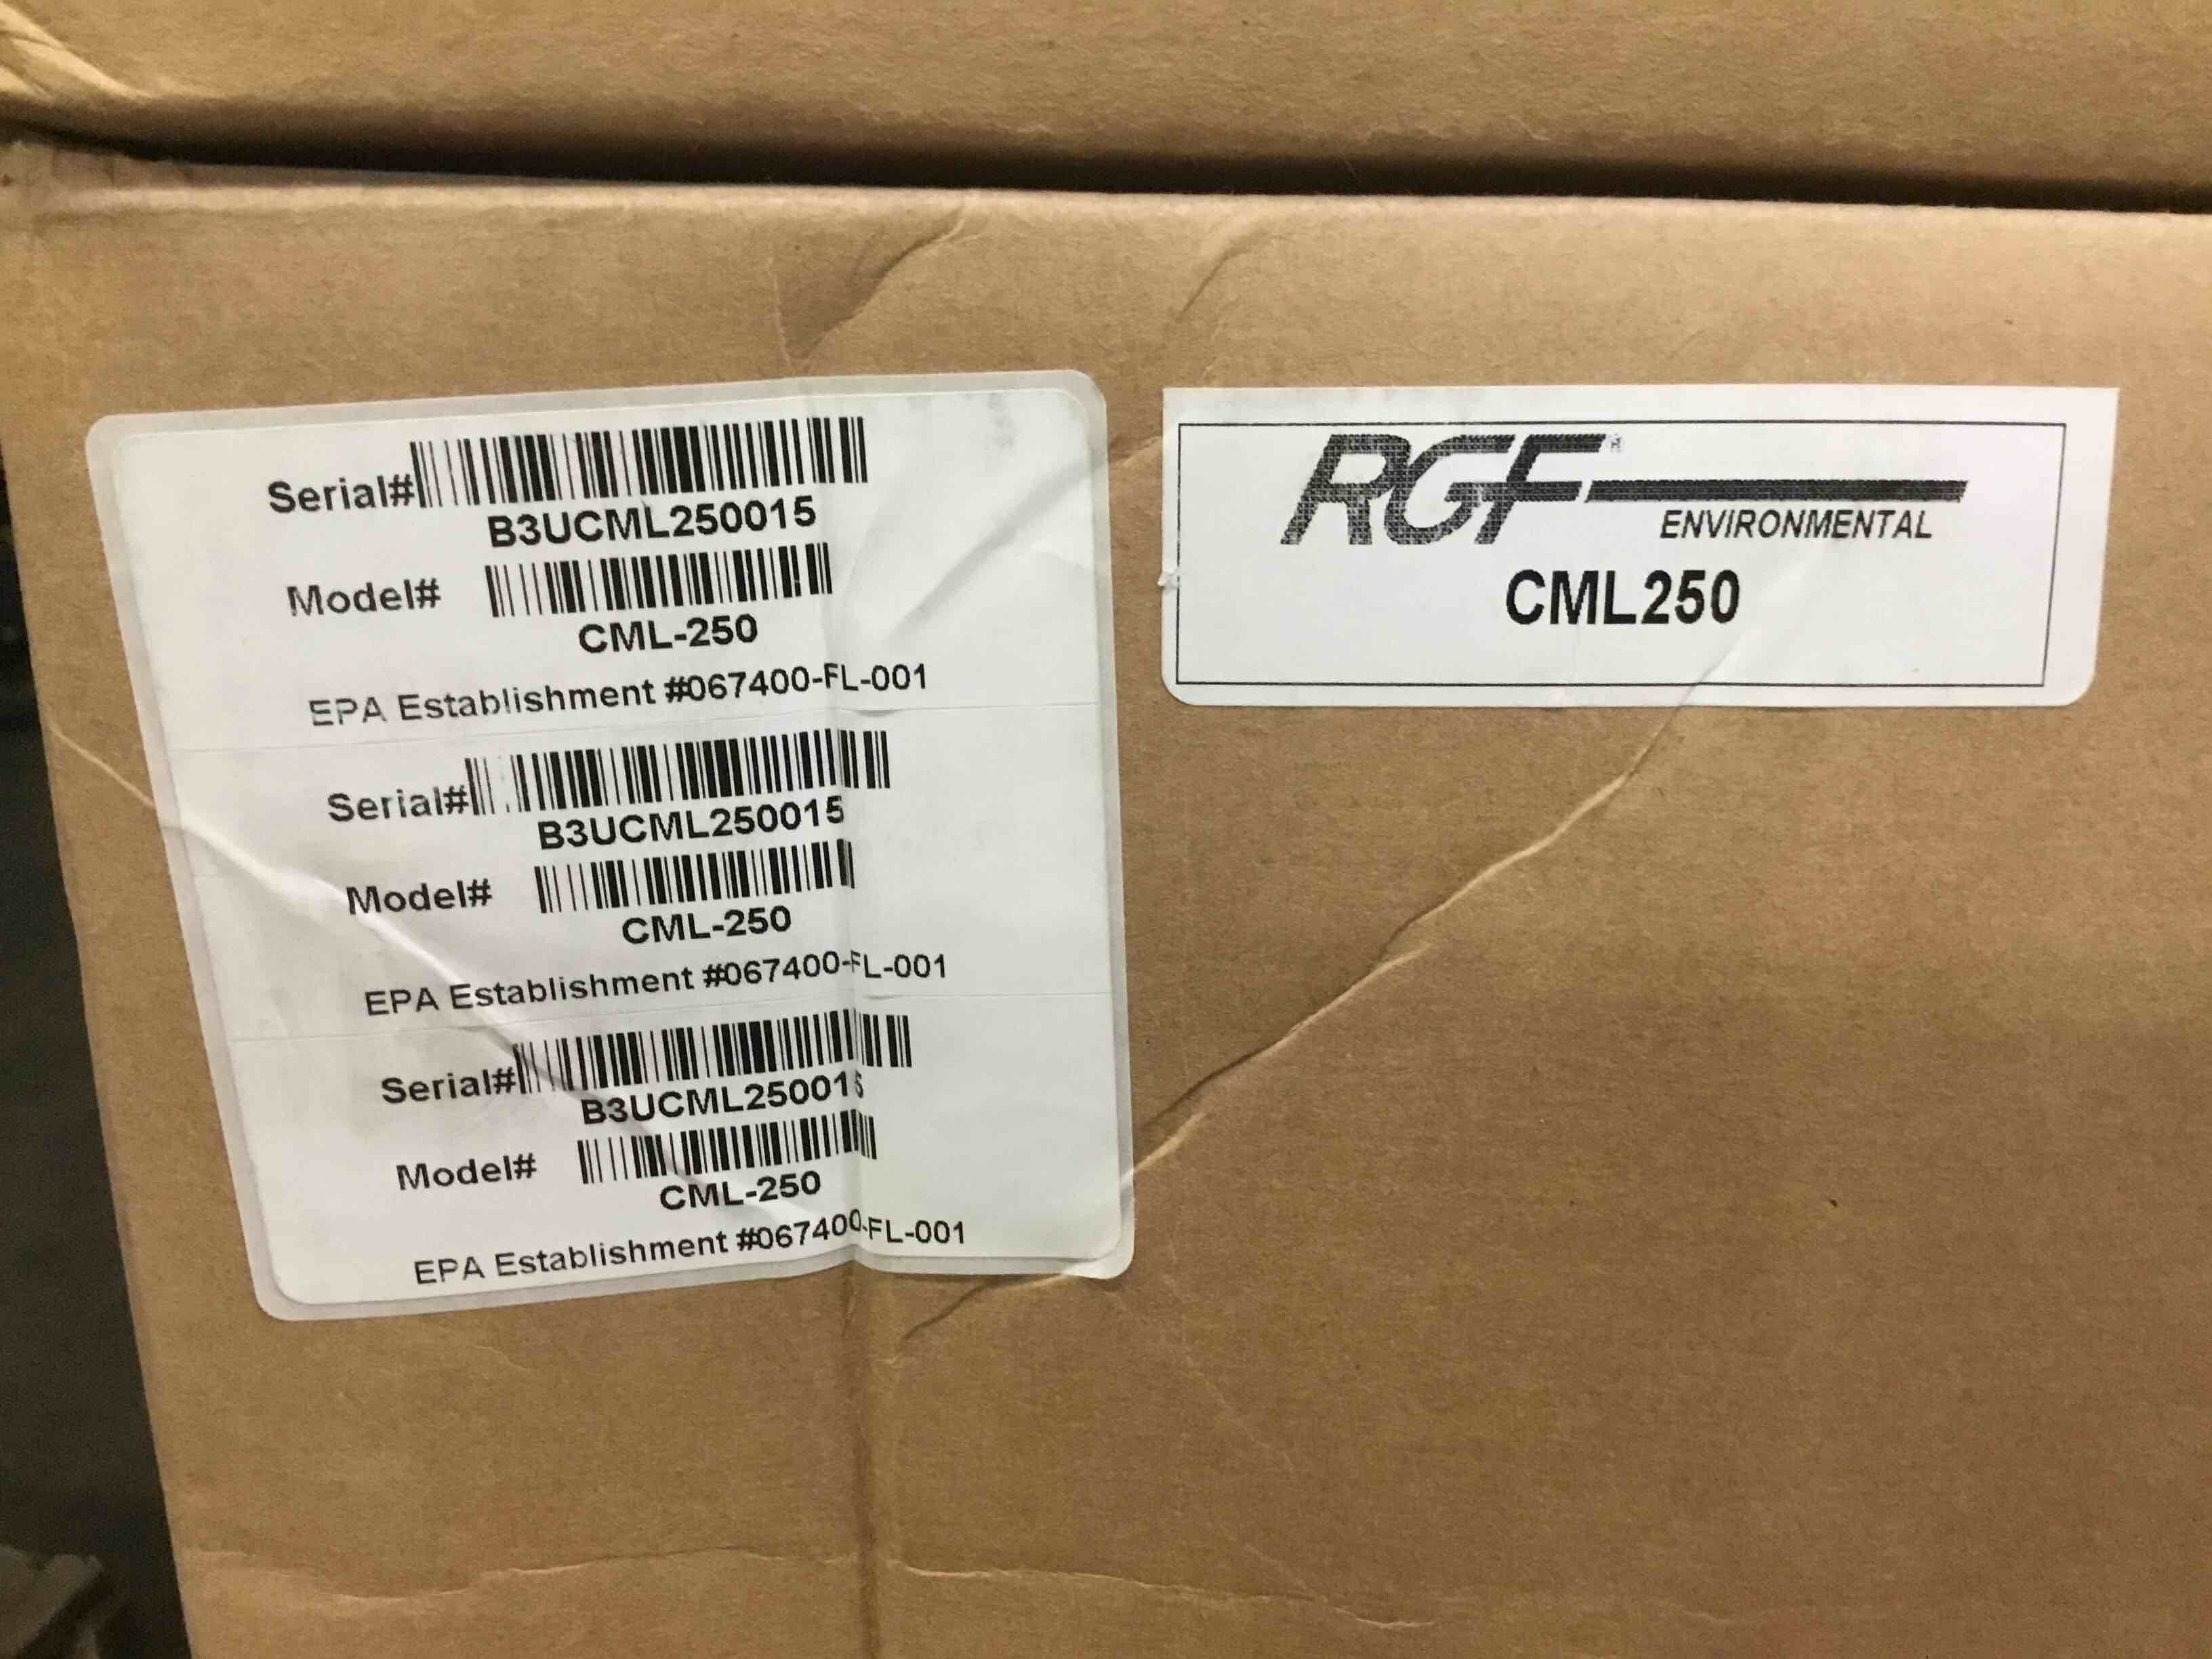 Serial#
B3UCML250015
Model#
CML-250
EPA Establishment #067400-FL-001
Serial#
B3UCML250015
Model#
CML-250
EPA Establishment #067400-FL-001
Serial#
B3UCML250015
Model#
CML-250
EPA Establishment #067400-FL-001
RGF®
ENVIRONMENTAL
CML250